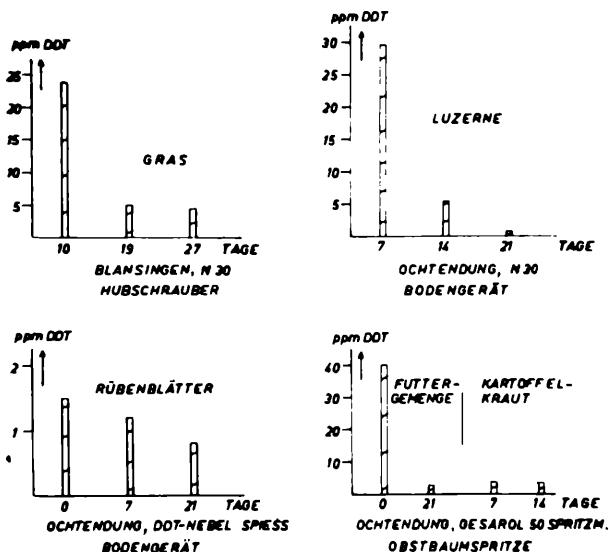 ppm DDT
25
20
15
10
5
GRAS
10 19 27 TAGE
BLANSINGEN, N 30
HUBSCHRAUBER
ppm DDT
30
25
20
15
10
5
LUZERNE
7 14 21 TAGE
OCHTENDUNG, N 20
BODENGERÄT
ppm DDT
2
1
RÜBENBLÄTTER
0 7 21 TAGE
OCHTENDUNG, DDT-NEBEL SPIESS
BODENGERÄT
ppm DDT
40
30
20
10
FUTTER-
GEMENGE
KARTOFFEL-
KRAUT
0 21 7 14 TAGE
OCHTENDUNG, GESAROL 50 SPRITZM.
OBSTBAUMSPRITZE